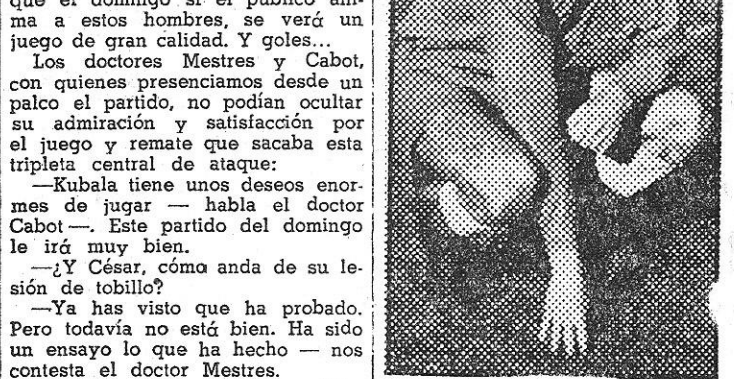 que el domingo si el público ani-
ma a estos hombres, se verá un
juego de gran calidad. Y goles...
Los doctores Mestres y Cabot,
con quienes presenciamos desde un
palco el partido, no podían ocultar
su admiración y satisfacción por
el juego y remate que sacaba esta
tripleta central de ataque:
—Kubala tiene unos deseos enor-
mes de jugar — habla el doctor
Cabot —. Este partido del domingo
le irá muy bien.
—¿Y César, cómo anda de su le-
sión de tobillo?
—Ya has visto que ha probado.
Pero todavía no está bien. Ha sido
un ensayo lo que ha hecho — nos
contesta el doctor Mestres.